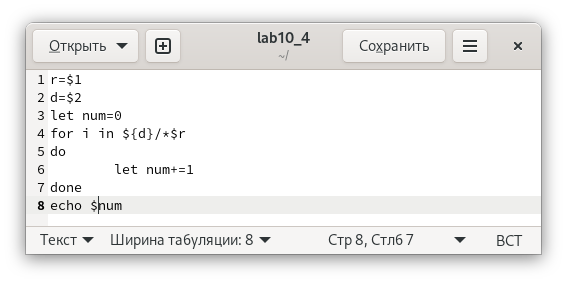 Открыть
lab10_4
~/
Сохранить
1 r=$1
2 d=$2
3 let num=0
4 for i in ${d}/*$r
5 do
6         let num+=1
7 done
8 echo $num
Текст Ширина табуляции: 8 Стр 8, Стлб 7 ВСТ